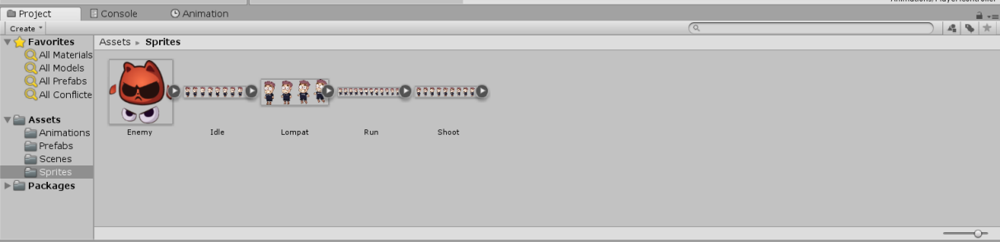 Animations/PlayerController
Project Console Animation
Create
Favorites Assets ▸ Sprites
All Materials
All Models
All Prefabs
All Conflicte
Assets
Animations
Prefabs
Scenes
Sprites
Packages
Enemy Idle Lompat Run Shoot